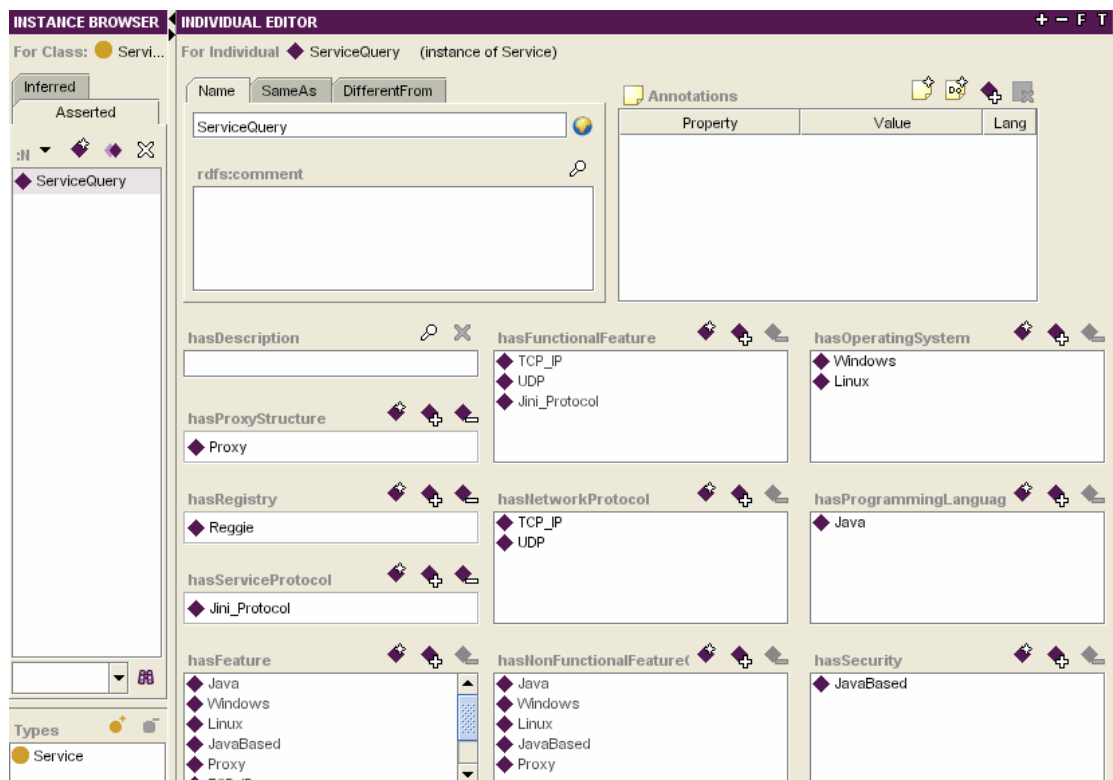 INSTANCE BROWSER
For Class: Servi...
Inferred
Asserted
:N
ServiceQuery
Types
Service
INDIVIDUAL EDITOR
+ − F T
For Individual ServiceQuery (instance of Service)
Name SameAs DifferentFrom
ServiceQuery
rdfs:comment
Annotations
Property Value Lang
hasDescription
hasProxyStructure
Proxy
hasRegistry
Reggie
hasServiceProtocol
Jini_Protocol
hasFeature
Java
Windows
Linux
JavaBased
Proxy
hasFunctionalFeature
TCP_IP
UDP
Jini_Protocol
hasNetworkProtocol
TCP_IP
UDP
hasNonFunctionalFeature(
Java
Windows
Linux
JavaBased
Proxy
hasOperatingSystem
Windows
Linux
hasProgrammingLanguag
Java
hasSecurity
JavaBased